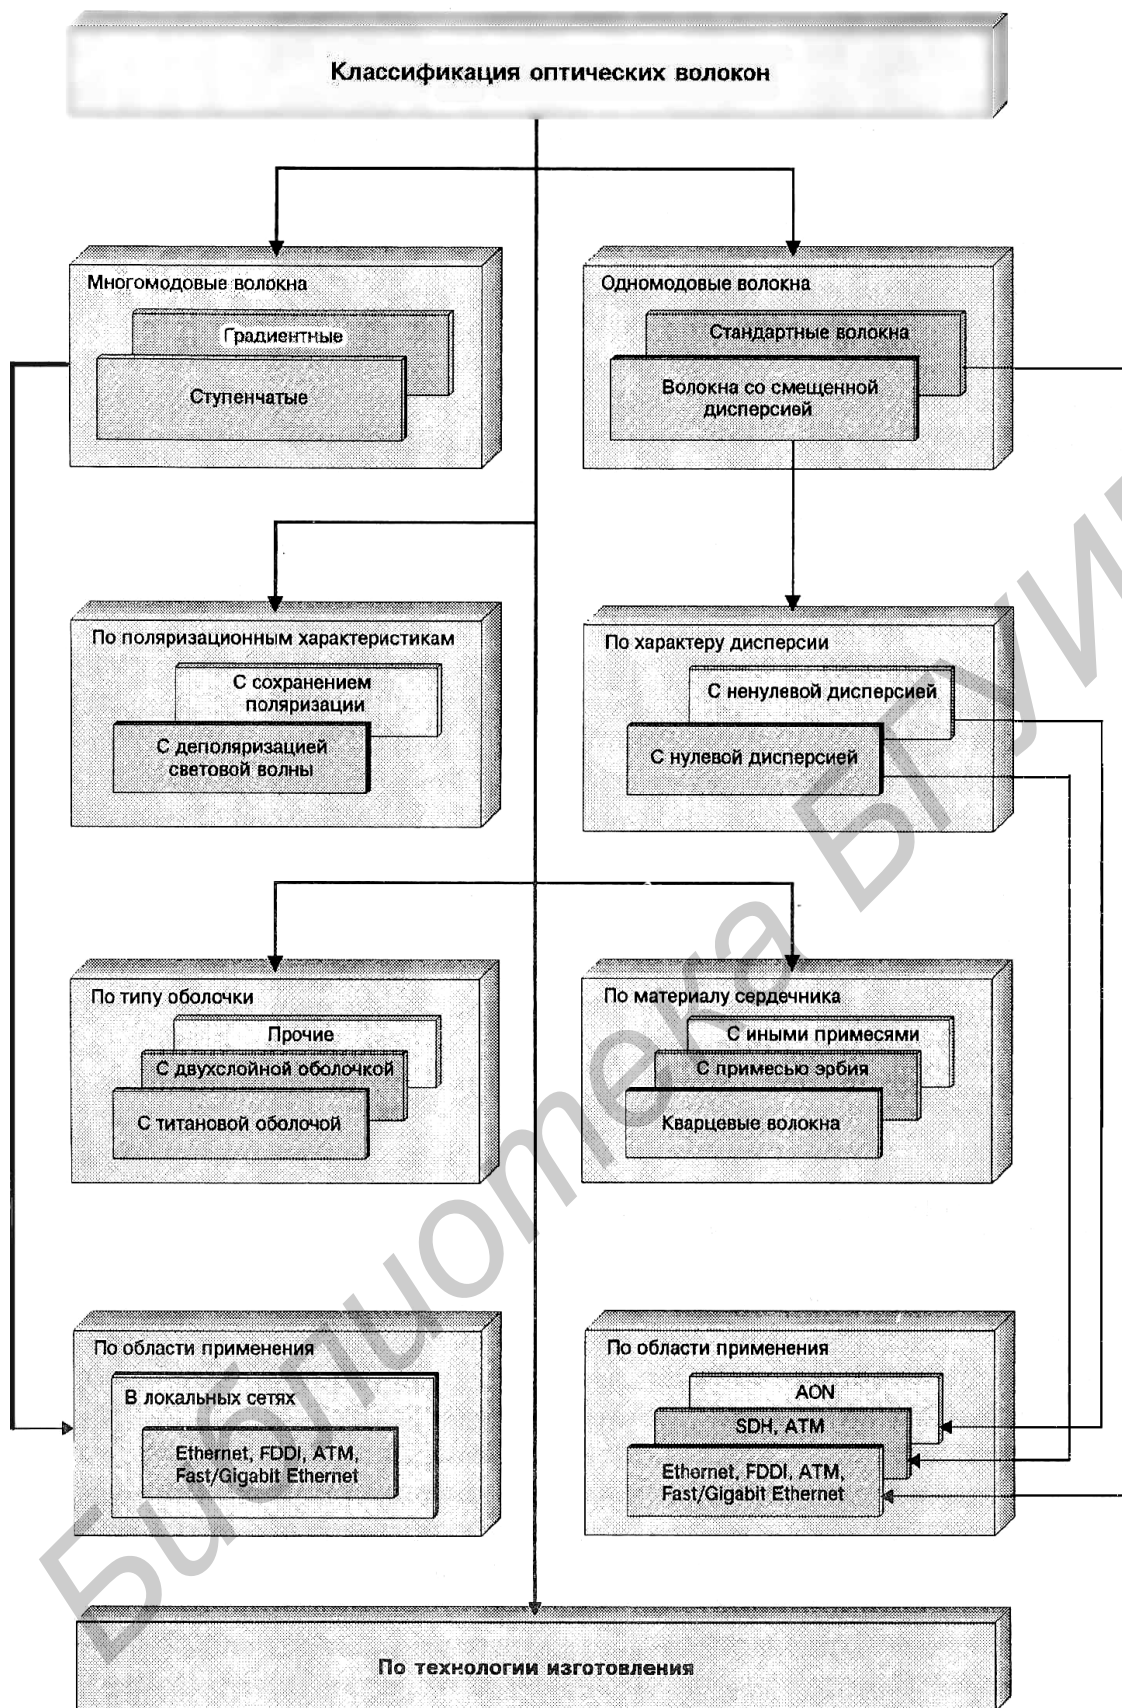 Классификация оптических волокон
Многомодовые волокна
Градиентные
Ступенчатые
Одномодовые волокна
Стандартные волокна
Волокна со смещенной
дисперсией
По поляризационным характеристикам
С сохранением
поляризации
С деполяризацией
световой волны
По характеру дисперсии
С ненулевой дисперсией
С нулевой дисперсией
По типу оболочки
Прочие
С двухслойной оболочкой
С титановой оболочой
По материалу сердечника
С иными примесями
С примесью эрбия
Кварцевые волокна
По области применения
В локальных сетях
Ethernet, FDDI, ATM,
Fast/Gigabit Ethernet
По области применения
AON
SDH, ATM
Ethernet, FDDI, ATM,
Fast/Gigabit Ethernet
По технологии изготовления
Библиотека БГУИ